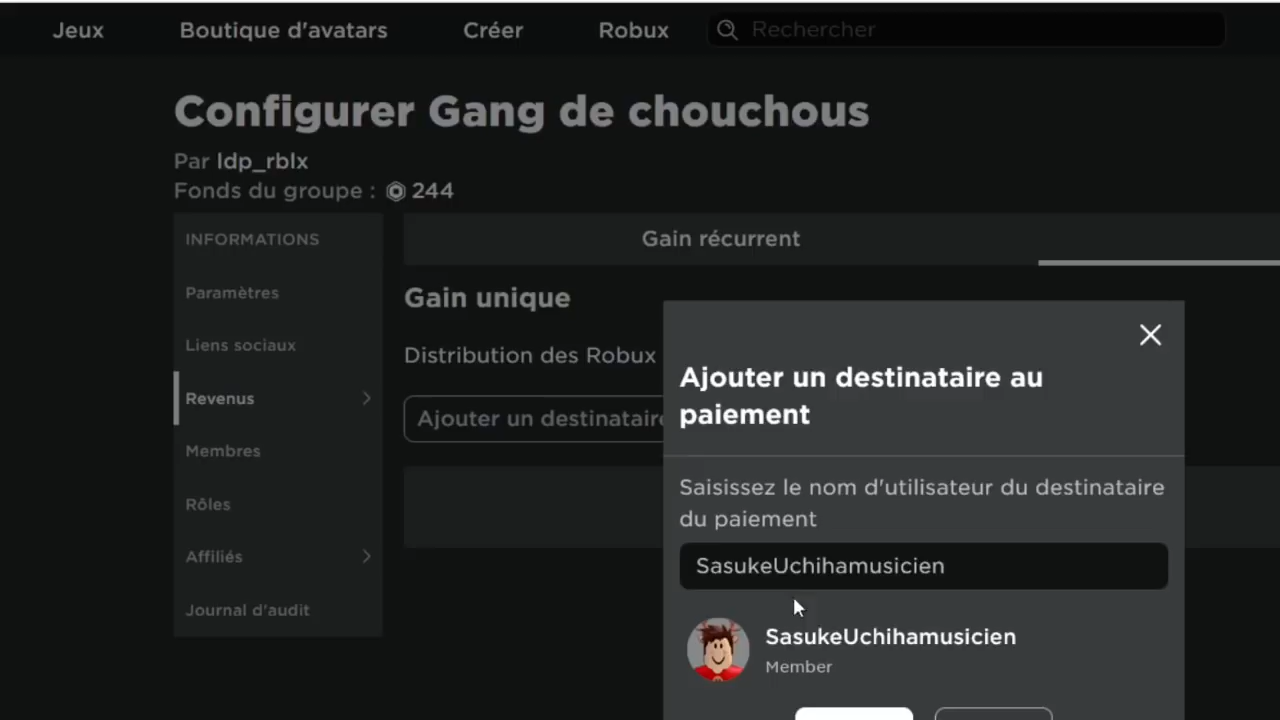 Jeux Boutique d'avatars Créer Robux Rechercher
Configurer Gang de chouchous
Par ldp_rblx
Fonds du groupe : 244
INFORMATIONS
Paramètres
Liens sociaux
Revenus
Membres
Rôles
Affiliés
Journal d'audit
Gain récurrent
Gain unique
Distribution des Robux
Ajouter un destinataire
Ajouter un destinataire au
paiement
Saisissez le nom d'utilisateur du destinataire
du paiement
SasukeUchihamusicien
SasukeUchihamusicien
Member